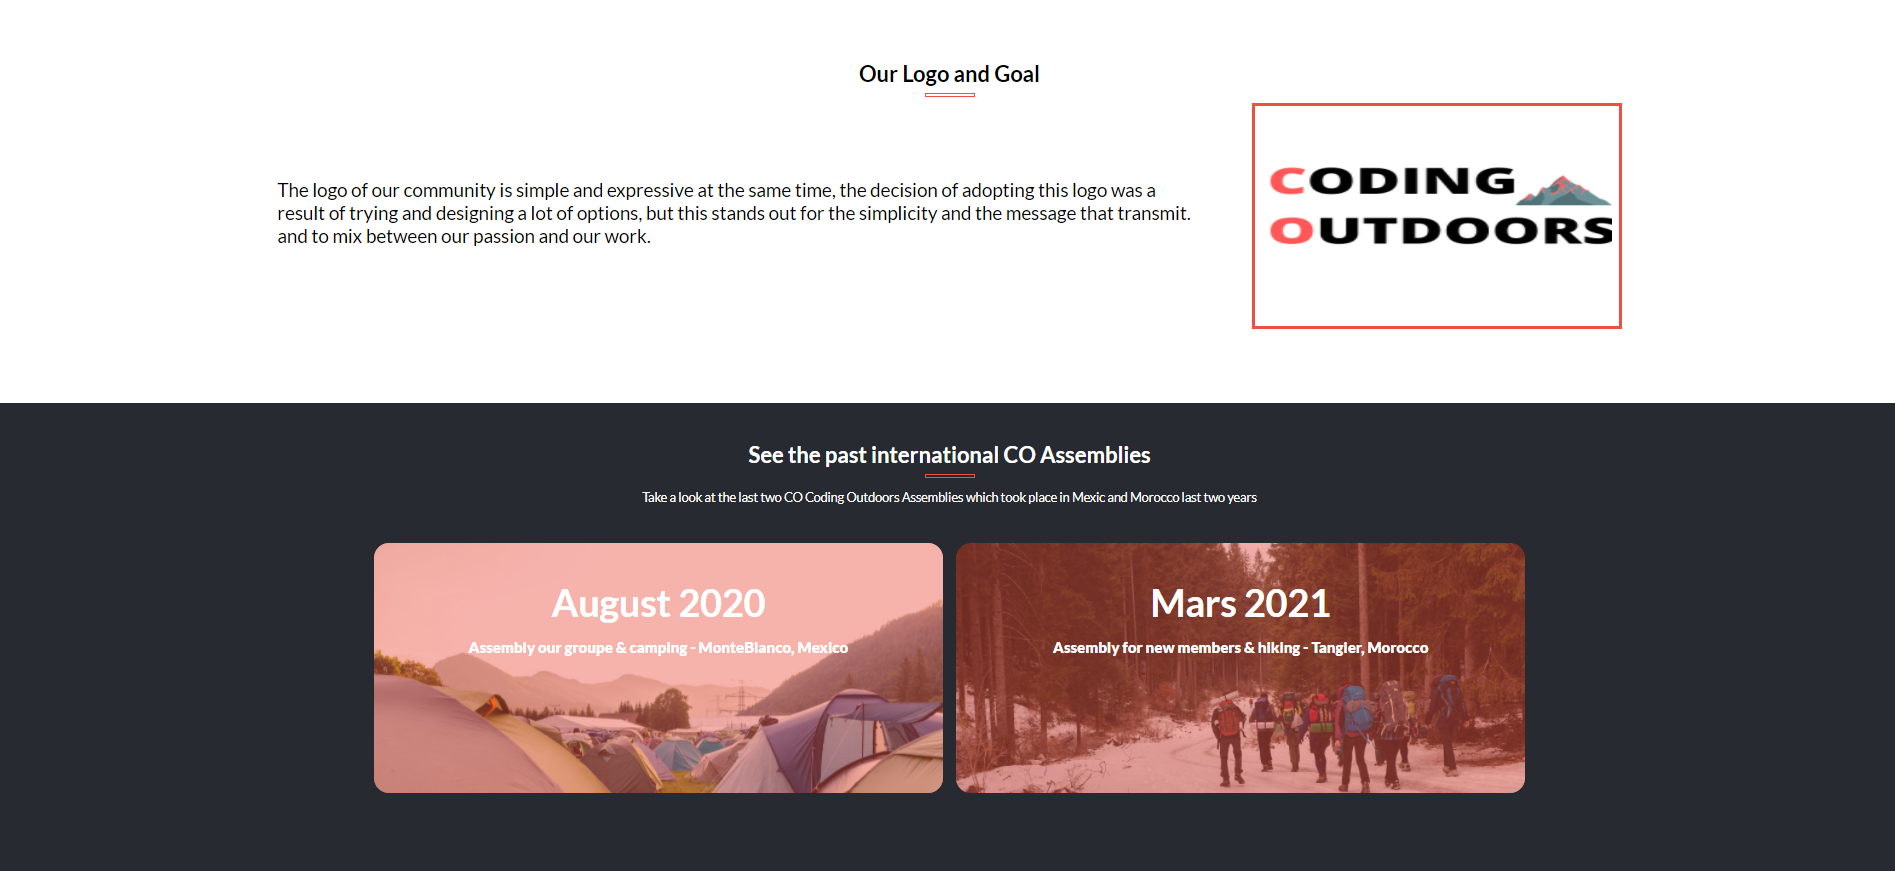 Our Logo and Goal
The logo of our community is simple and expressive at the same time, the decision of adopting this logo was a
result of trying and designing a lot of options, but this stands out for the simplicity and the message that transmit.
and to mix between our passion and our work.
CODING
OUTDOORS
See the past international CO Assemblies
Take a look at the last two CO Coding Outdoors Assemblies which took place in Mexic and Morocco last two years
August 2020
Assembly our groupe & camping - MonteBlanco, Mexico
Mars 2021
Assembly for new members & hiking - Tangier, Morocco